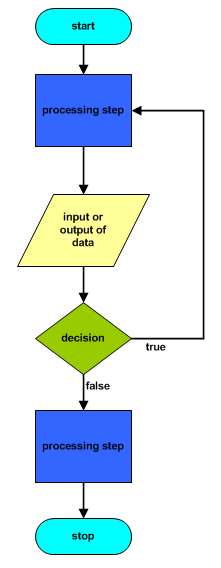 start
processing step
input or
output of
data
decision
true
false
processing step
stop